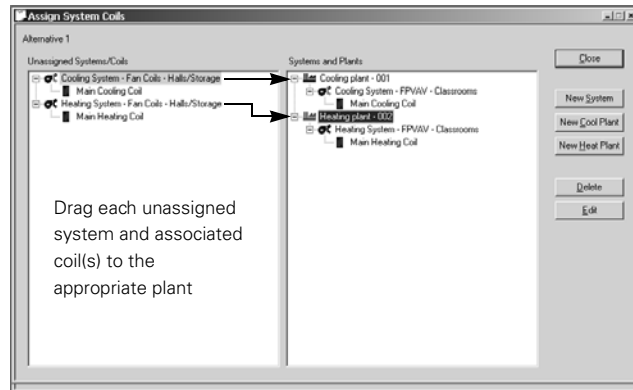 Assign System Coils
Alternative 1
Unassigned Systems/Coils
Cooling System - Fan Coils - Halls/Storage
Main Cooling Coil
Heating System - Fan Coils - Halls/Storage
Main Heating Coil
Drag each unassigned
system and associated
coil(s) to the
appropriate plant
Systems and Plants
Cooling plant - 001
Cooling System - FPVAV - Classrooms
Main Cooling Coil
Heating plant - 002
Heating System - FPVAV - Classrooms
Main Heating Coil
Close
New System
New Cool Plant
New Heat Plant
Delete
Edit